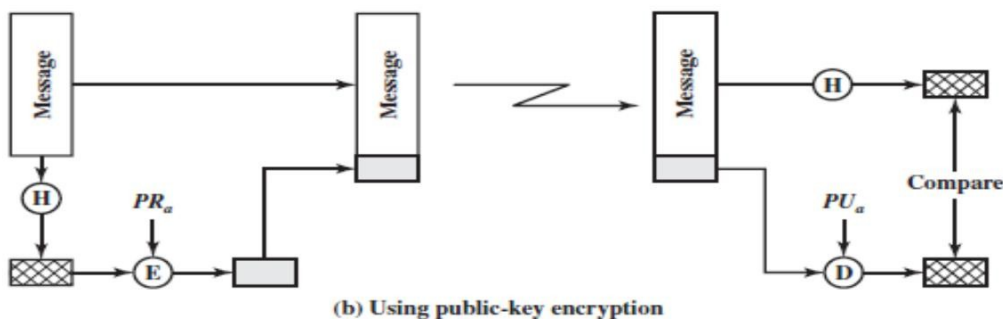 Message
Message
Message
H
Compare
H
PRa
PUa
E
D
(b) Using public-key encryption